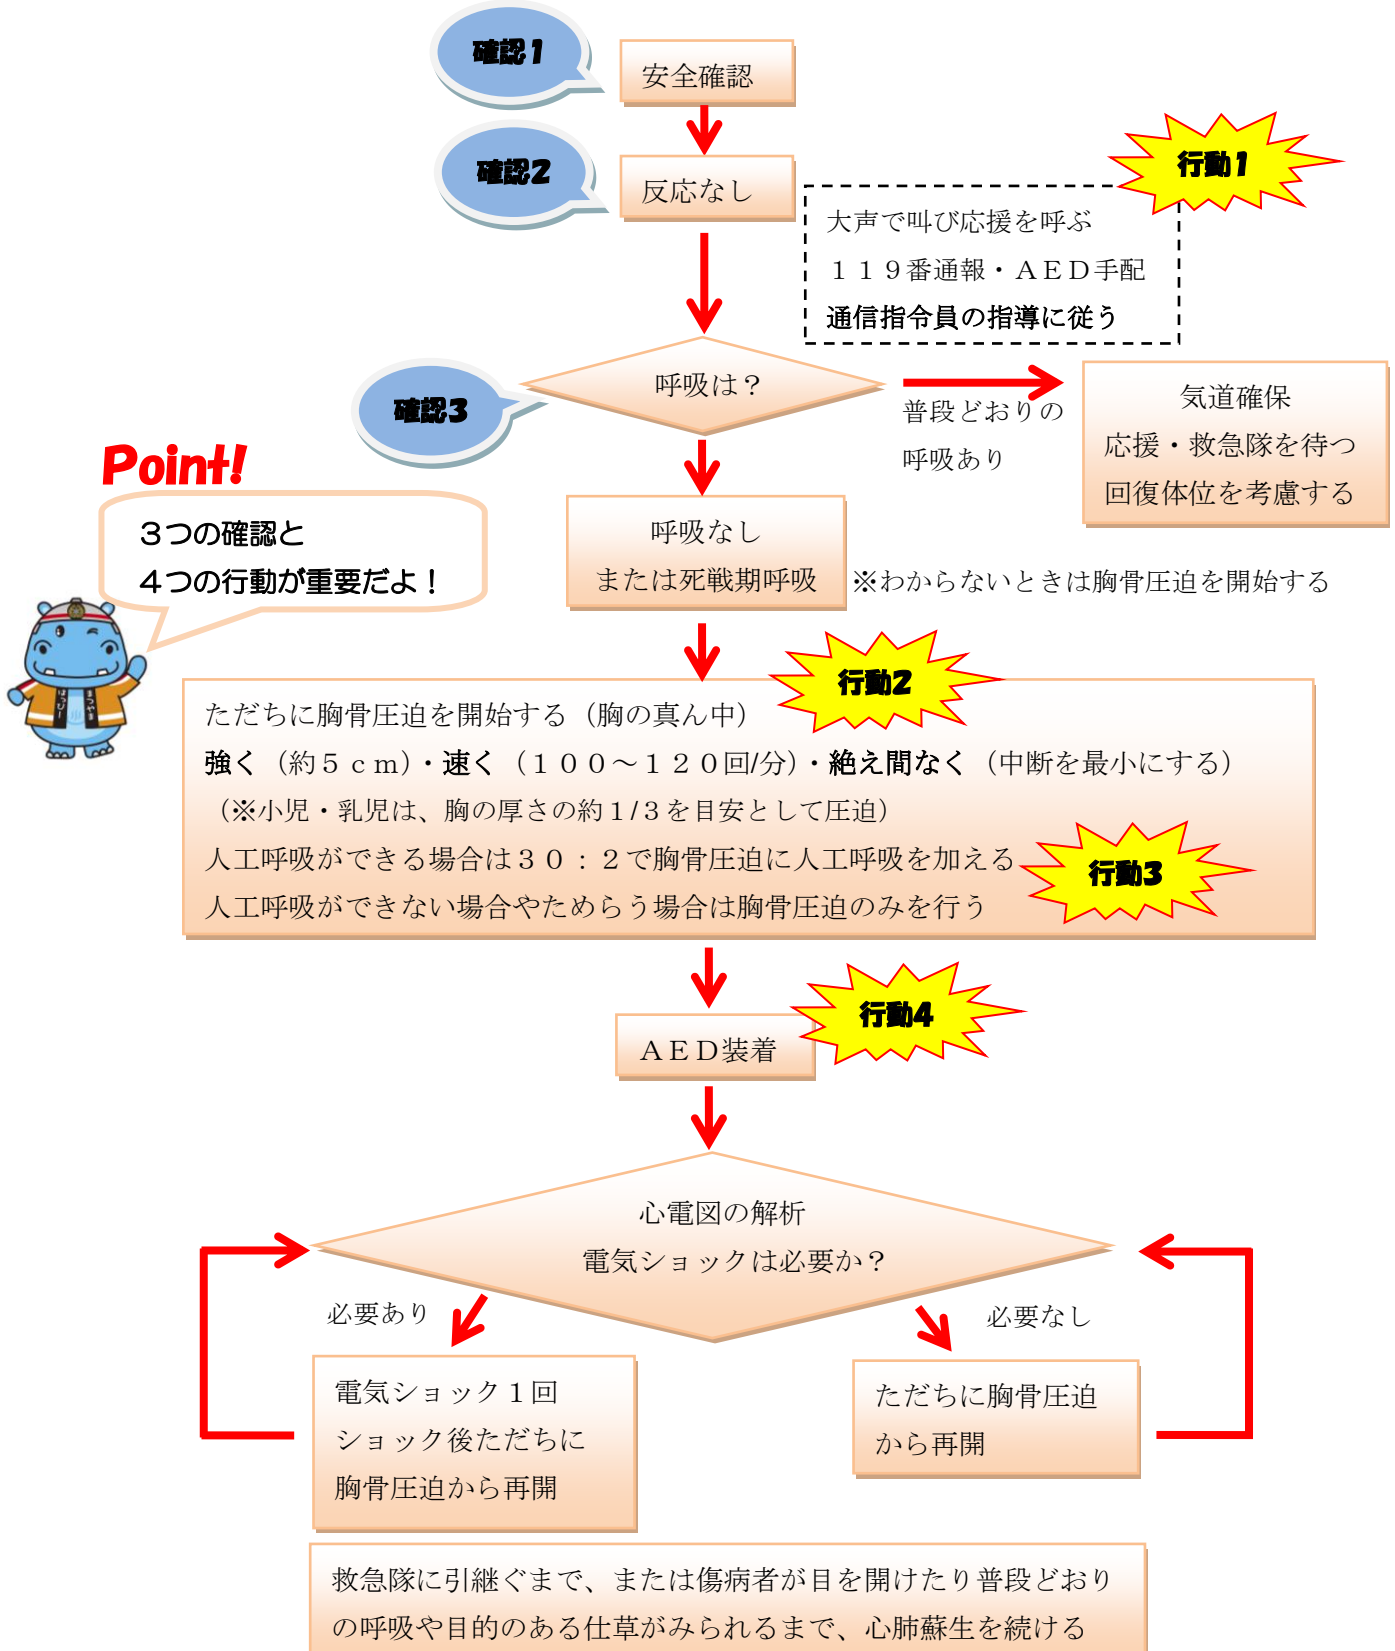 確認1
安全確認
確認2
反応なし
行動1
大声で叫び応援を呼ぶ
１１９番通報・ＡＥＤ手配
通信指令員の指導に従う
確認3
呼吸は？
普段どおりの
呼吸あり
気道確保
応援・救急隊を待つ
回復体位を考慮する
Point!
３つの確認と
４つの行動が重要だよ！
呼吸なし
または死戦期呼吸
※わからないときは胸骨圧迫を開始する
まつやま
はっぴー
行動2
ただちに胸骨圧迫を開始する（胸の真ん中）
強く（約５ｃｍ）・速く（１００～１２０回/分）・絶え間なく（中断を最小にする）
（※小児・乳児は、胸の厚さの約１/３を目安として圧迫）
人工呼吸ができる場合は３０：２で胸骨圧迫に人工呼吸を加える
行動3
人工呼吸ができない場合やためらう場合は胸骨圧迫のみを行う
行動4
ＡＥＤ装着
心電図の解析
電気ショックは必要か？
必要あり
必要なし
電気ショック１回
ショック後ただちに
胸骨圧迫から再開
ただちに胸骨圧迫
から再開
救急隊に引継ぐまで、または傷病者が目を開けたり普段どおり
の呼吸や目的のある仕草がみられるまで、心肺蘇生を続ける